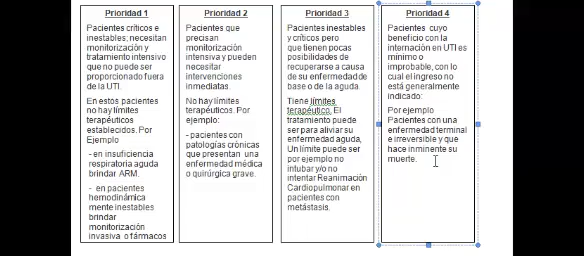 Prioridad 1
Pacientes críticos e
inestables; necesitan
monitorización y
tratamiento intensivo
que no puede ser
proporcionado fuera
de la UTI.
En estos pacientes
no hay límites
terapéuticos
establecidos. Por
Ejemplo
- en insuficiencia
respiratoria aguda
brindar ARM.
- en pacientes
hemodinámica
mente inestables
brindar
monitorización
invasiva o fármacos
Prioridad 2
Pacientes que
precisan
monitorización
intensiva y pueden
necesitar
intervenciones
inmediatas.
No hay límites
terapéuticos. Por
ejemplo:
- pacientes con
patologías crónicas
que presentan una
enfermedad médica
o quirúrgica grave.
Prioridad 3
Pacientes inestables
y críticos pero
que tienen pocas
posibilidades de
recuperarse a causa
de su enfermedad de
base o de la aguda.
Tiene límites
terapéutico. El
tratamiento puede
ser para aliviar su
enfermedad aguda,
Un límite puede ser
por ejemplo no
intubar y/o no
intentar Reanimación
Cardiopulmonar en
pacientes con
metástasis.
Prioridad 4
Pacientes cuyo
beneficio con la
internación en UTI es
mínimo o
improbable, con lo
cual el ingreso no
está generalmente
indicado:
Por ejemplo
Pacientes con una
enfermedad terminal
e irreversible y que
hace inminente su
muerte.